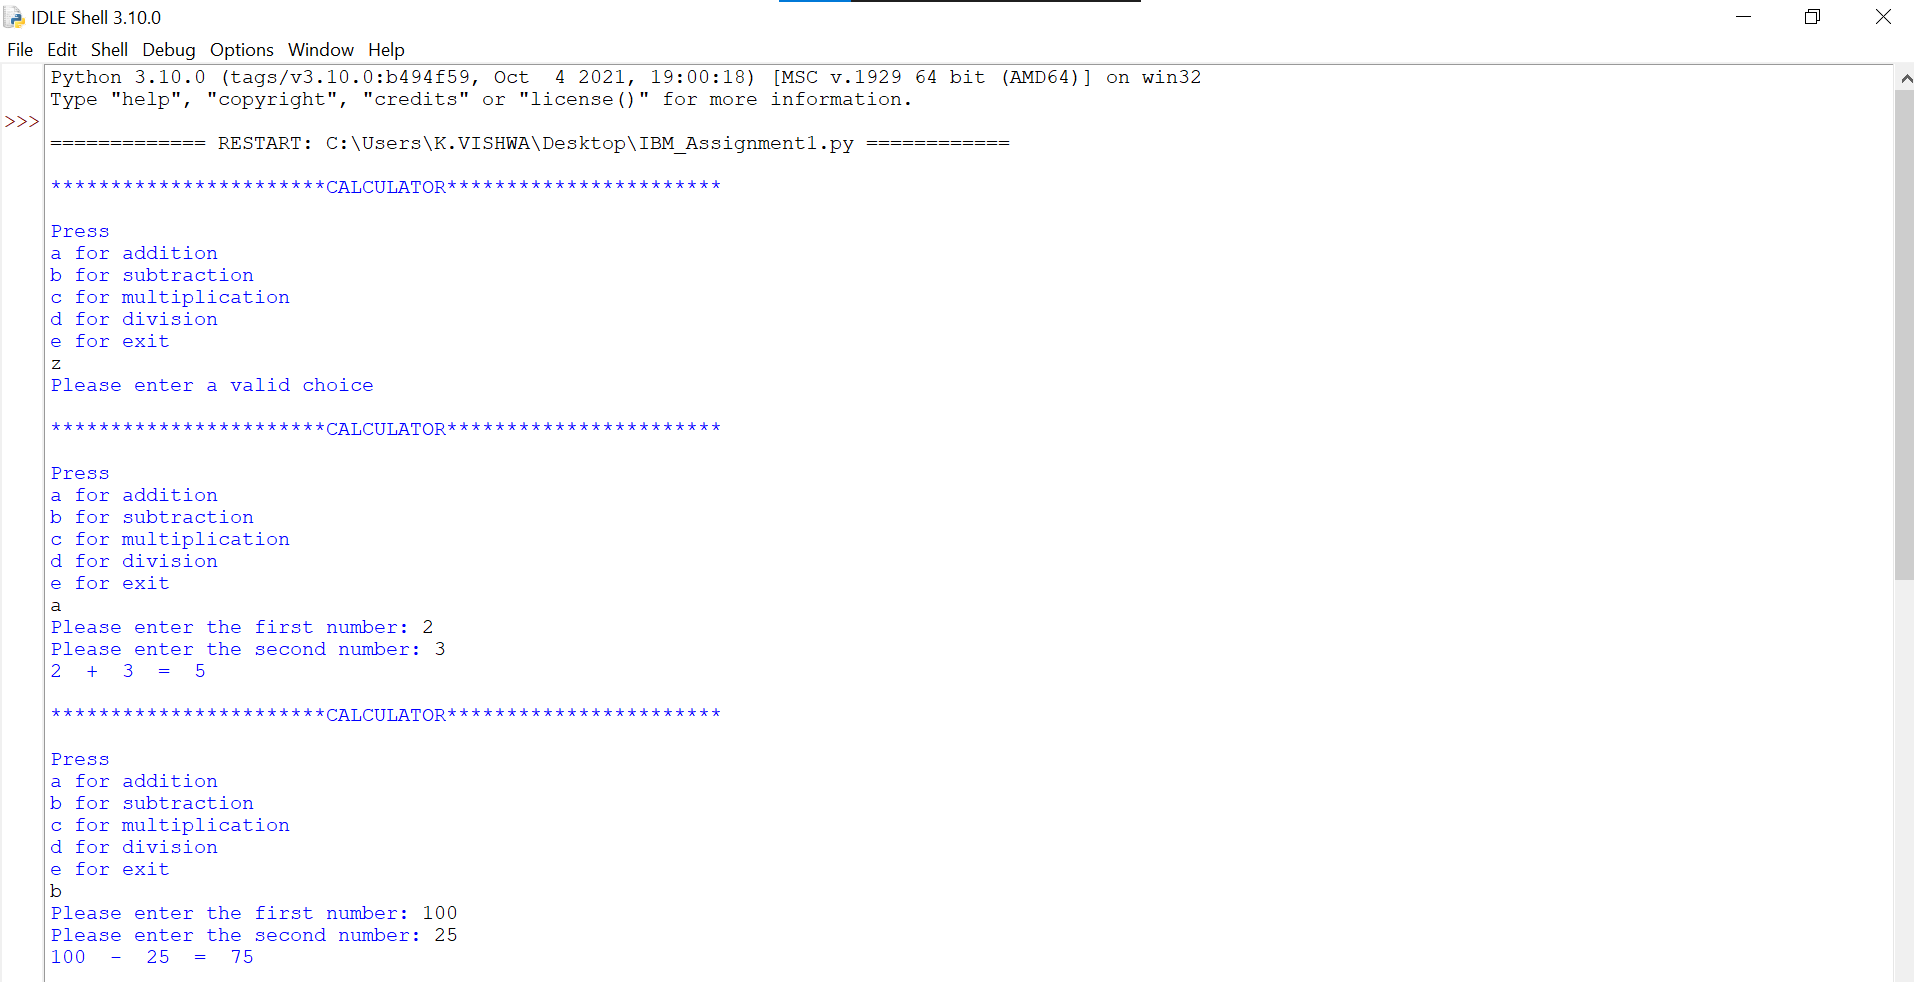 IDLE Shell 3.10.0
File Edit Shell Debug Options Window Help
Python 3.10.0 (tags/v3.10.0:b494f59, Oct  4 2021, 19:00:18) [MSC v.1929 64 bit (AMD64)] on win32
Type "help", "copyright", "credits" or "license()" for more information.
>>>
============= RESTART: C:\Users\K.VISHWA\Desktop\IBM_Assignment1.py ============
***********************CALCULATOR***********************
Press
a for addition
b for subtraction
c for multiplication
d for division
e for exit
z
Please enter a valid choice
***********************CALCULATOR***********************
Press
a for addition
b for subtraction
c for multiplication
d for division
e for exit
a
Please enter the first number: 2
Please enter the second number: 3
2  +  3  =  5
***********************CALCULATOR***********************
Press
a for addition
b for subtraction
c for multiplication
d for division
e for exit
b
Please enter the first number: 100
Please enter the second number: 25
100  -  25  =  75